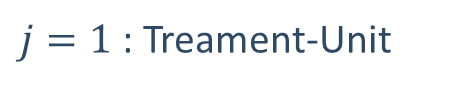 j = 1 : Treament-Unit